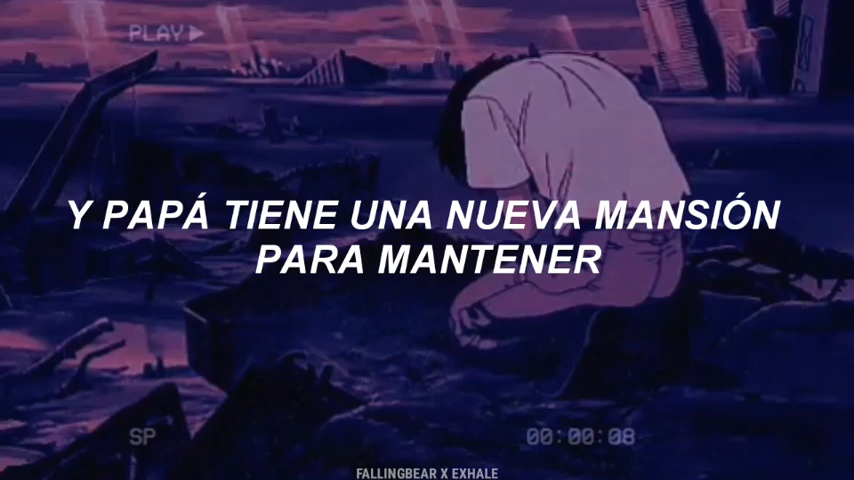 PLAY
Y PAPÁ TIENE UNA NUEVA MANSIÓN
PARA MANTENER
SP
00:00:08
FALLINGBEAR X EXHALE